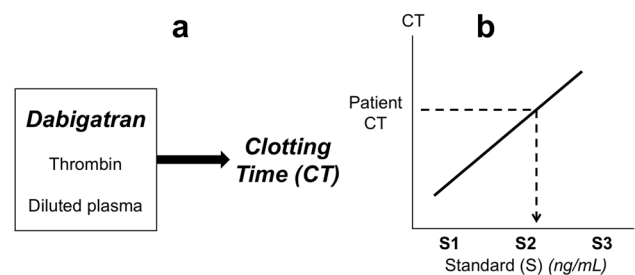 a
Dabigatran
Thrombin
Diluted plasma
Clotting
Time (CT)
b
CT
Patient
CT
S1 S2 S3
Standard (S) (ng/mL)